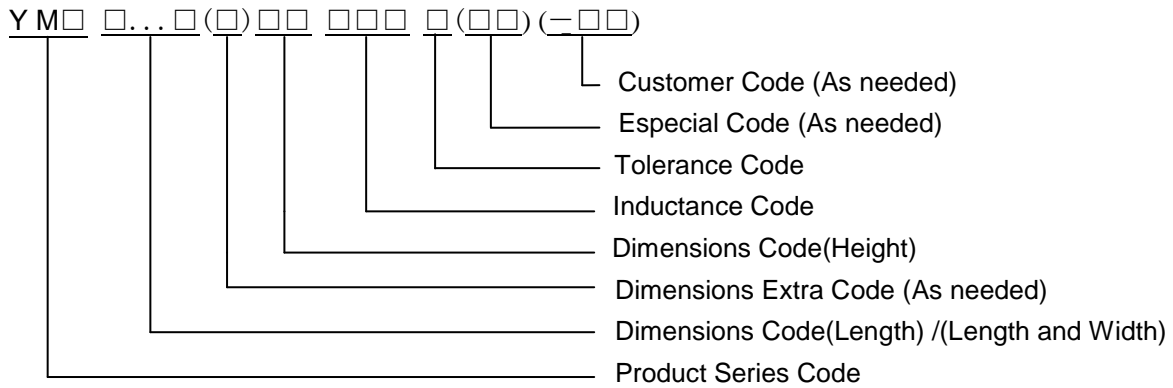 YM□ □...□(□)□□ □□□ □(□□)(-□□)
Customer Code (As needed)
Especial Code (As needed)
Tolerance Code
Inductance Code
Dimensions Code(Height)
Dimensions Extra Code (As needed)
Dimensions Code(Length) /(Length and Width)
Product Series Code